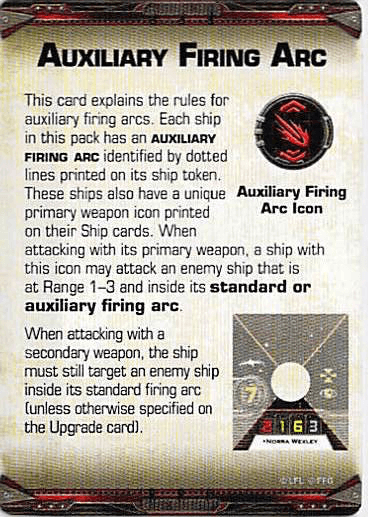 AUXILIARY FIRING ARC
This card explains the rules for
auxiliary firing arcs. Each ship
in this pack has an AUXILIARY
FIRING ARC identified by dotted
lines printed on its ship token.
These ships also have a unique
primary weapon icon printed
on their Ship cards. When
attacking with its primary weapon, a ship with
this icon may attack an enemy ship that is
at Range 1–3 and inside its standard or
auxiliary firing arc.
Auxiliary Firing
Arc Icon
When attacking with a
secondary weapon, the ship
must still target an enemy ship
inside its standard firing arc
(unless otherwise specified on
the Upgrade card).
7
2 1 6 3
•NORRA WEXLEY
©LFL ©FFG